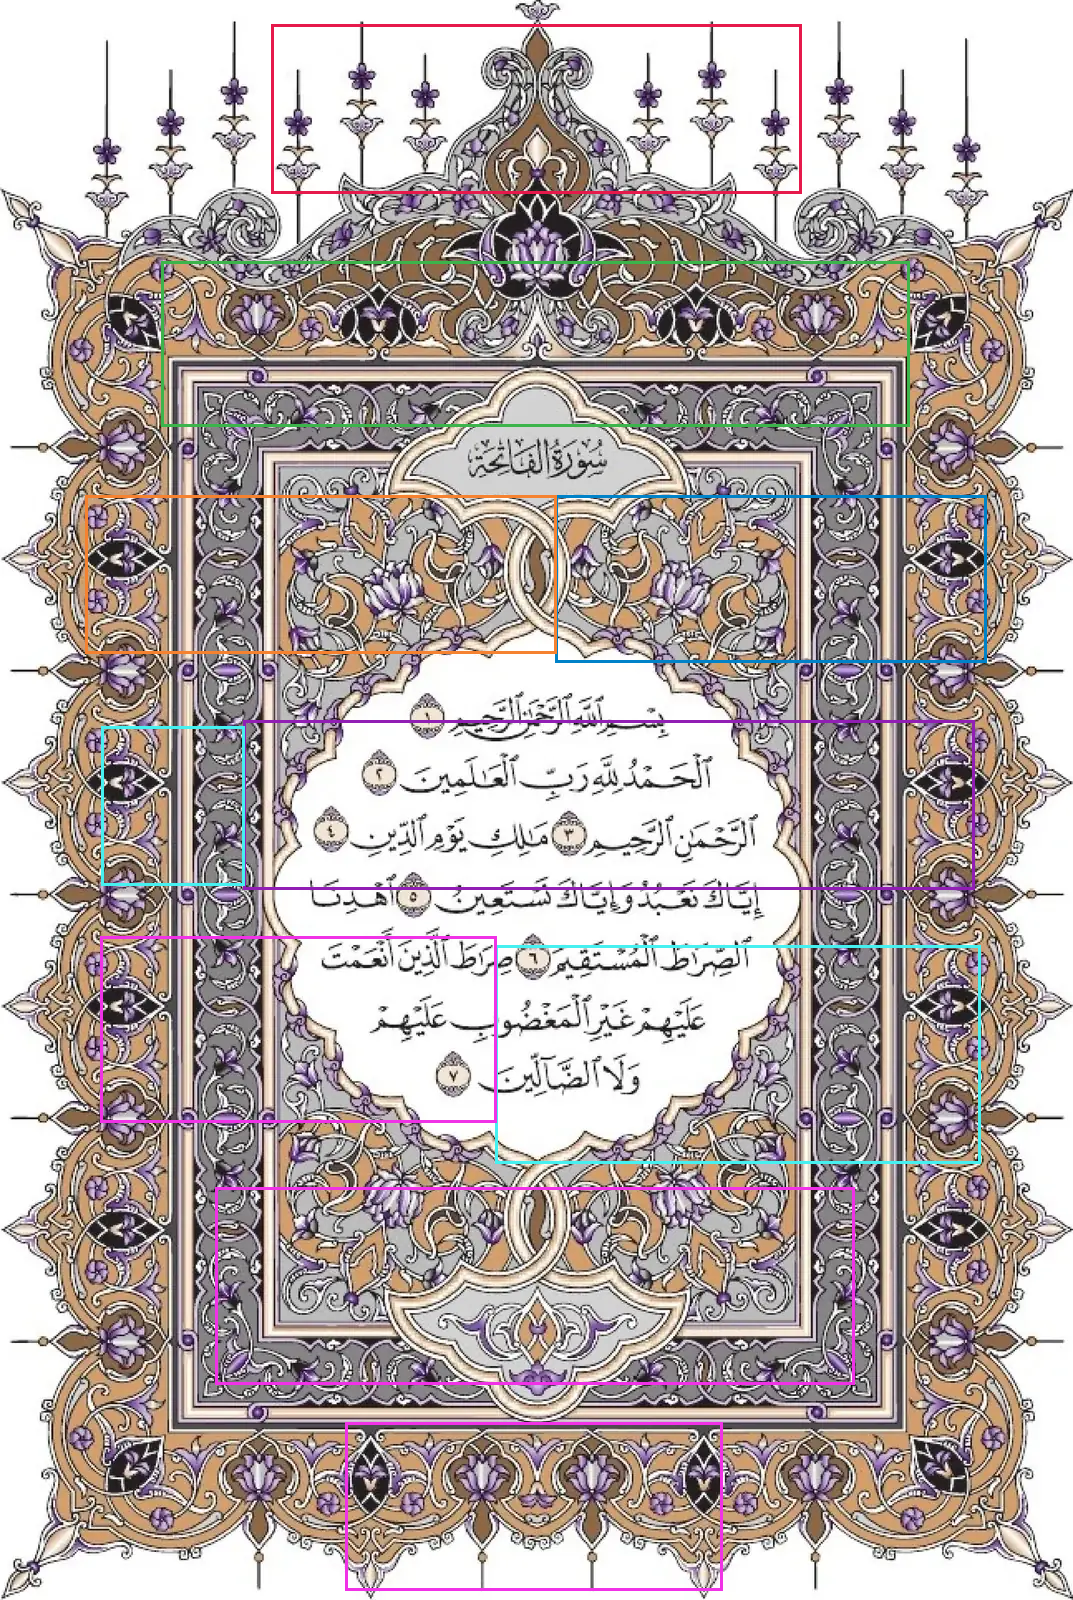 سُورَةُ الفَاتِحَةِ
بِسْمِ ٱللَّهِ ٱلرَّحْمَٰنِ ٱلرَّحِيمِ ١
ٱلْحَمْدُ لِلَّهِ رَبِّ ٱلْعَٰلَمِينَ ٢
ٱلرَّحْمَٰنِ ٱلرَّحِيمِ ٣ مَٰلِكِ يَوْمِ ٱلدِّينِ ٤
إِيَّاكَ نَعْبُدُ وَإِيَّاكَ نَسْتَعِينُ ٥ ٱهْدِنَا
ٱلصِّرَٰطَ ٱلْمُسْتَقِيمَ ٦ صِرَٰطَ ٱلَّذِينَ أَنْعَمْتَ
عَلَيْهِمْ غَيْرِ ٱلْمَغْضُوبِ عَلَيْهِمْ
وَلَا ٱلضَّآلِّينَ ٧